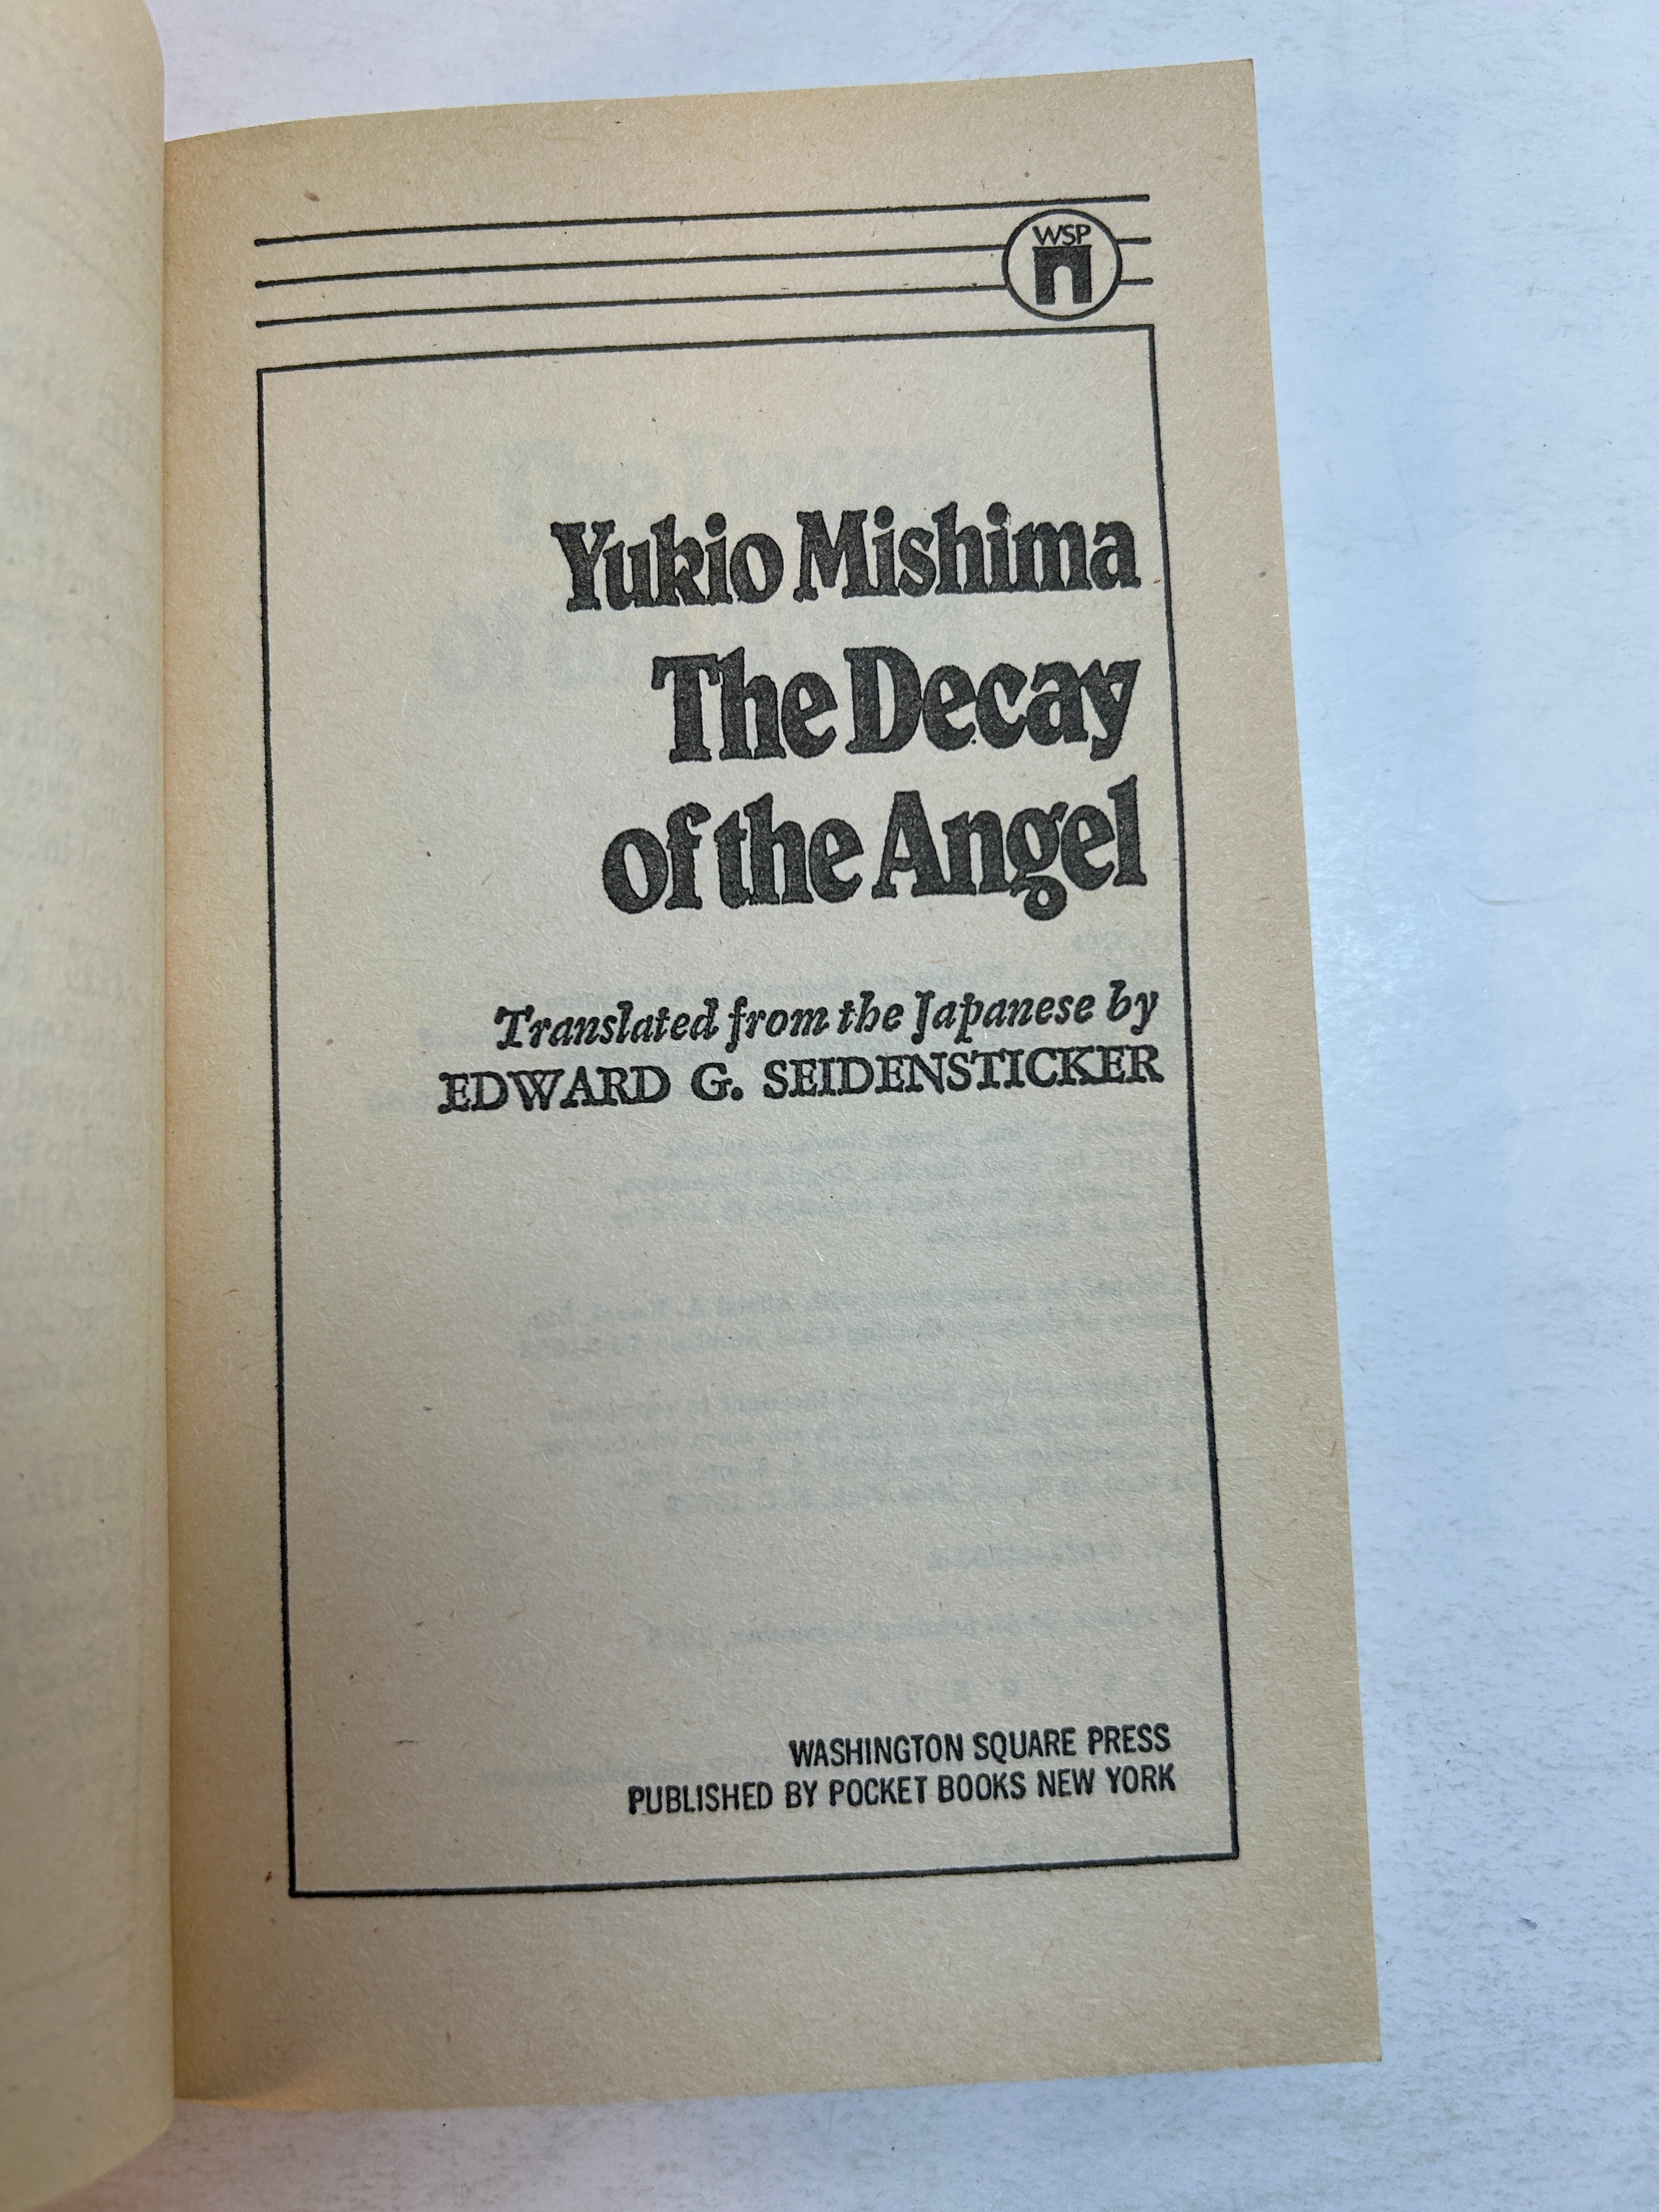 WSP
Yukio Mishima
The Decay
of the Angel
Translated from the Japanese by
EDWARD G. SEIDENSTICKER
WASHINGTON SQUARE PRESS
PUBLISHED BY POCKET BOOKS NEW YORK